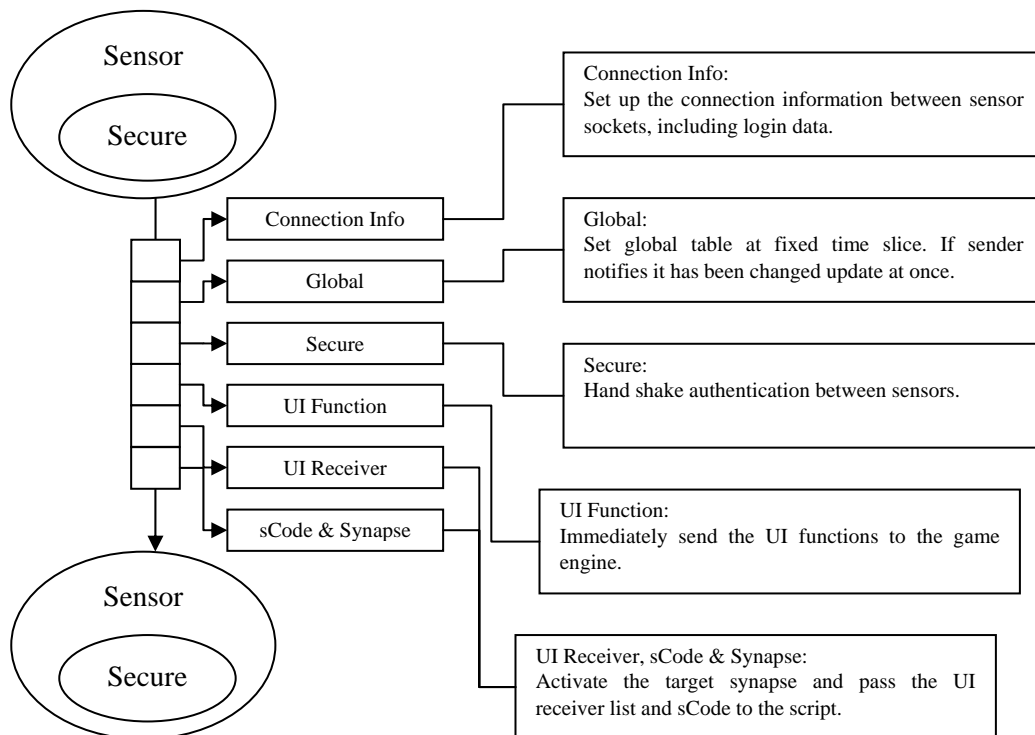 Sensor
Secure
Connection Info
Global
Secure
UI Function
UI Receiver
sCode & Synapse
Sensor
Secure
Connection Info:
Set up the connection information between sensor
sockets, including login data.
Global:
Set global table at fixed time slice. If sender
notifies it has been changed update at once.
Secure:
Hand shake authentication between sensors.
UI Function:
Immediately send the UI functions to the game
engine.
UI Receiver, sCode & Synapse:
Activate the target synapse and pass the UI
receiver list and sCode to the script.